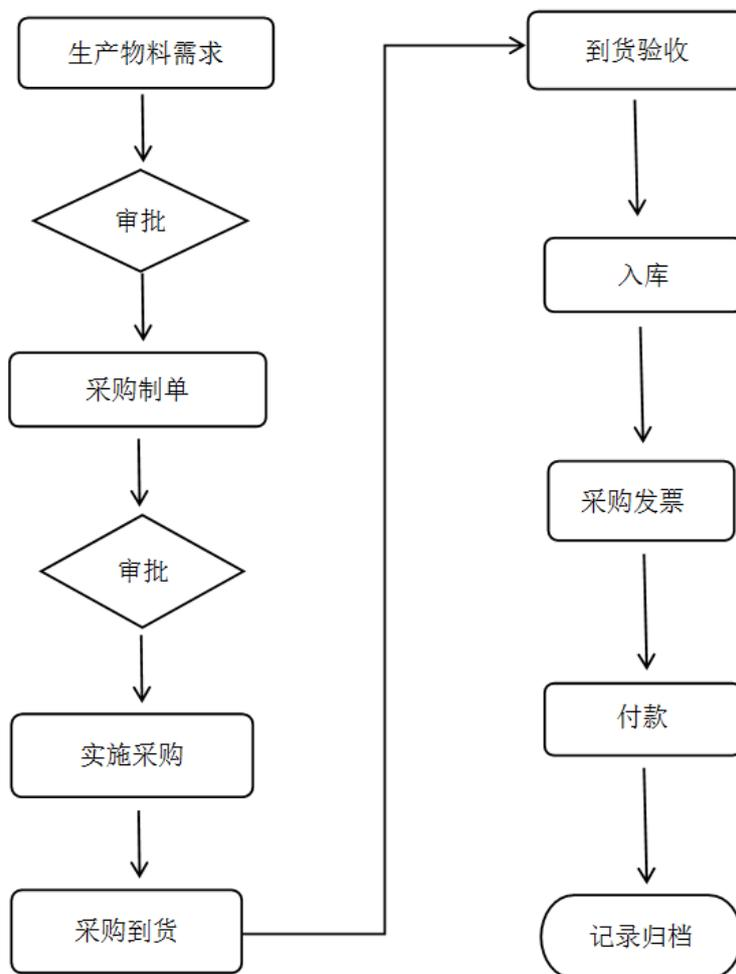 生产物料需求
审批
采购制单
审批
实施采购
采购到货
到货验收
入库
采购发票
付款
记录归档